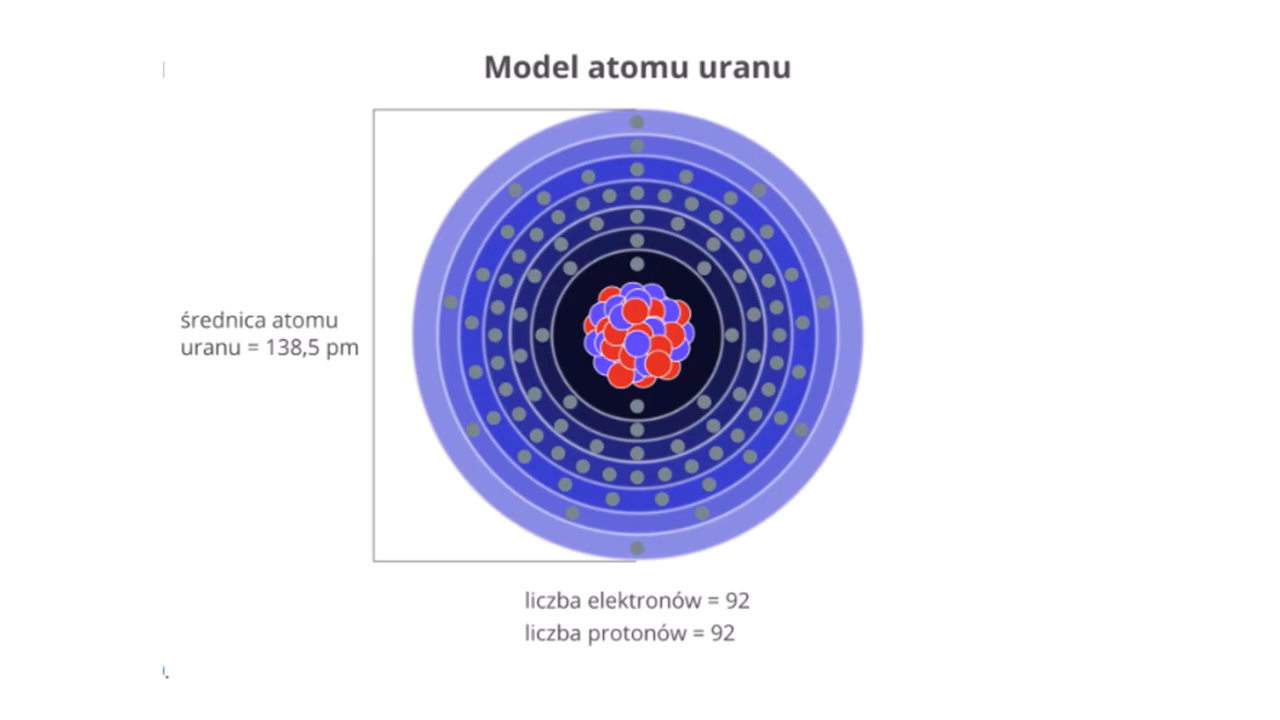 Model atomu uranu
średnica atomu
uranu = 138,5 pm
liczba elektronów = 92
liczba protonów = 92